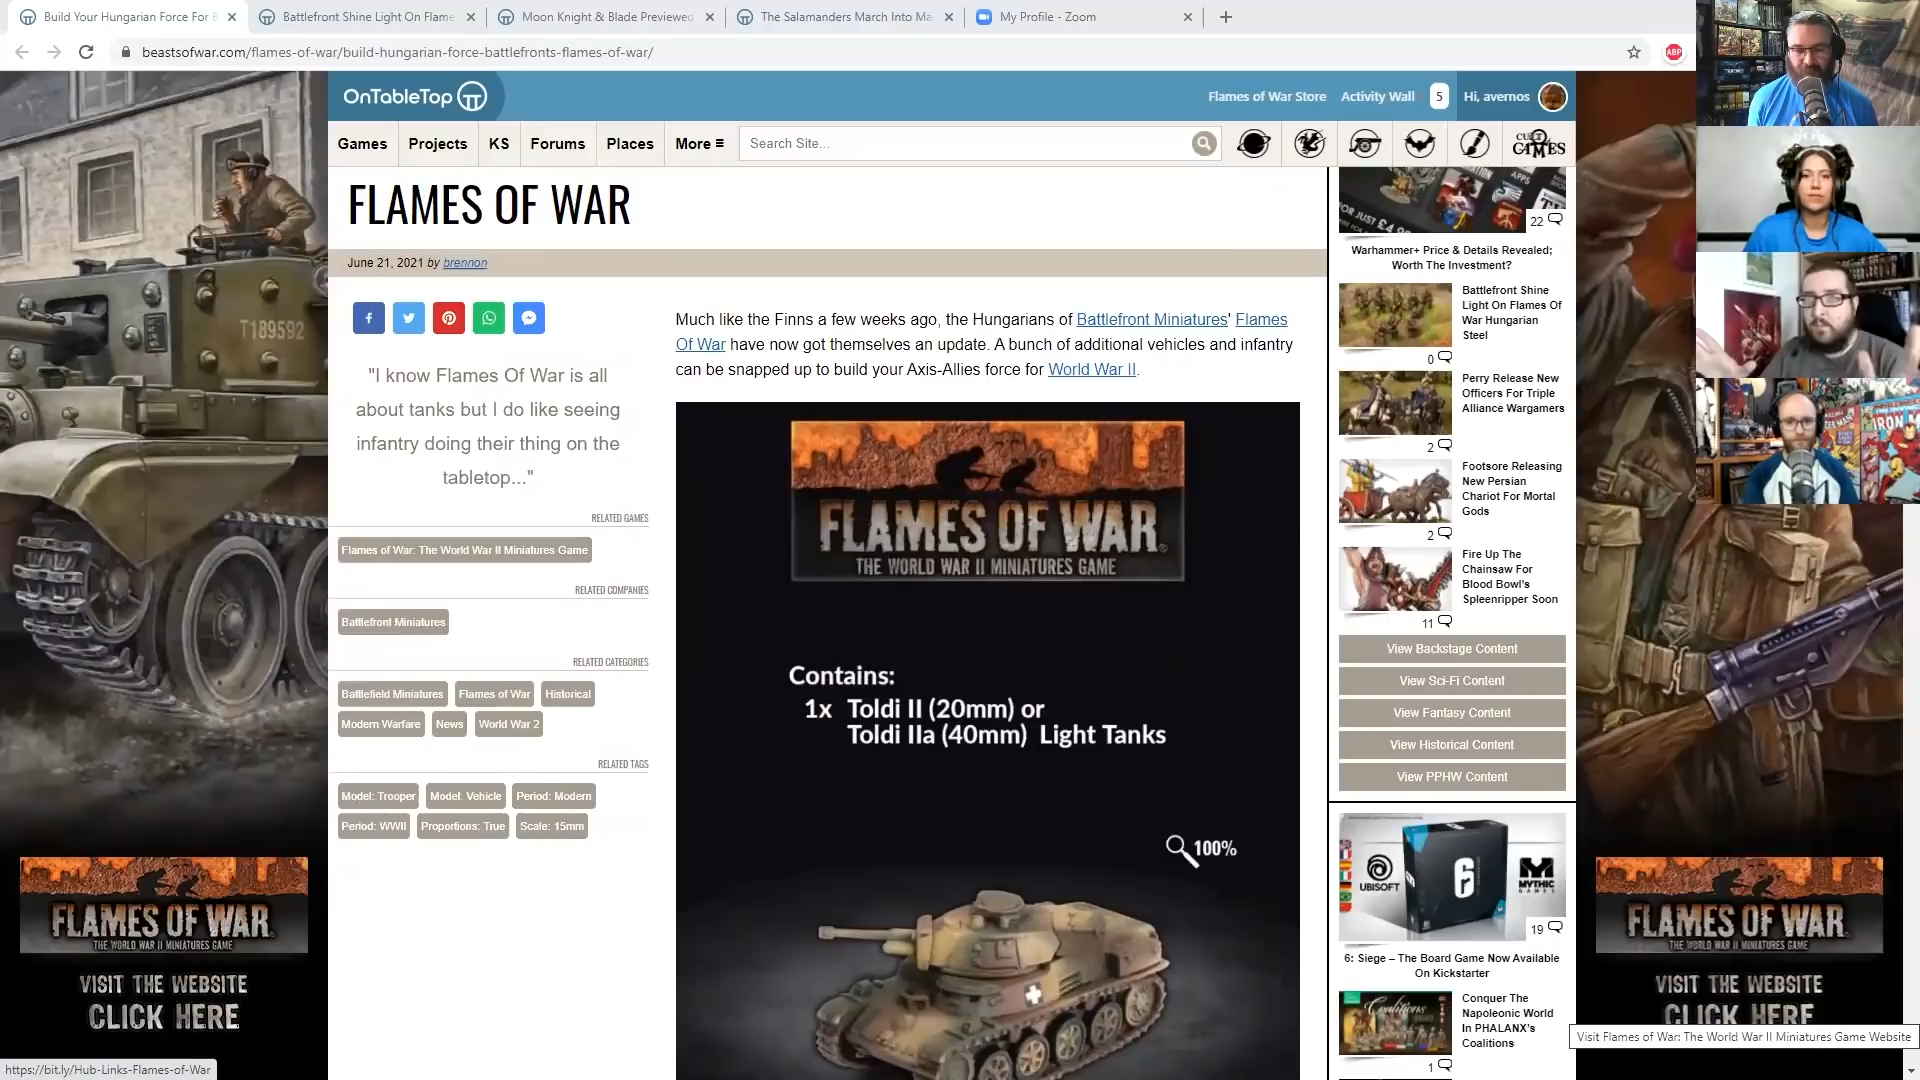 Build Your Hungarian Force For B
Battlefront Shine Light On Flame
Moon Knight & Blade Previewed
The Salamanders March Into Ma
My Profile - Zoom
beastsofwar.com/flames-of-war/build-hungarian-force-battlefronts-flames-of-war/
ABP
OnTableTop
Flames of War Store
Activity Wall
5
Hi, avernos
Games
Projects
KS
Forums
Places
More ≡
Search Site...
CULT OF GAMES
FLAMES OF WAR
June 21, 2021 by brennon
"I know Flames Of War is all
about tanks but I do like seeing
infantry doing their thing on the
tabletop..."
RELATED GAMES
Flames of War: The World War II Miniatures Game
RELATED COMPANIES
Battlefront Miniatures
RELATED CATEGORIES
Battlefield Miniatures
Flames of War
Historical
Modern Warfare
News
World War 2
RELATED TAGS
Model: Trooper
Model: Vehicle
Period: Modern
Period: WWII
Proportions: True
Scale: 15mm
Much like the Finns a few weeks ago, the Hungarians of Battlefront Miniatures' Flames
Of War have now got themselves an update. A bunch of additional vehicles and infantry
can be snapped up to build your Axis-Allies force for World War II.
FLAMES OF WAR
THE WORLD WAR II MINIATURES GAME
Contains:
1x Toldi II (20mm) or
Toldi IIa (40mm) Light Tanks
100%
APPS
FOR JUST £4.99
22
Warhammer+ Price & Details Revealed;
Worth The Investment?
Battlefront Shine
Light On Flames Of
War Hungarian
Steel
0
Perry Release New
Officers For Triple
Alliance Wargamers
2
Footsore Releasing
New Persian
Chariot For Mortal
Gods
2
Fire Up The
Chainsaw For
Blood Bowl's
Spleenripper Soon
11
View Backstage Content
View Sci-Fi Content
View Fantasy Content
View Historical Content
View PPHW Content
UBISOFT
6
MYTHIC
GAMES
19
6: Siege – The Board Game Now Available
On Kickstarter
Coalitions
Conquer The
Napoleonic World
In PHALANX's
Coalitions
1
T189592
FLAMES OF WAR
THE WORLD WAR II MINIATURES GAME
VISIT THE WEBSITE
CLICK HERE
FLAMES OF WAR
THE WORLD WAR II MINIATURES GAME
VISIT THE WEBSITE
CLICK HERE
Visit Flames of War: The World War II Miniatures Game Website
https://bit.ly/Hub-Links-Flames-of-War
IRON M